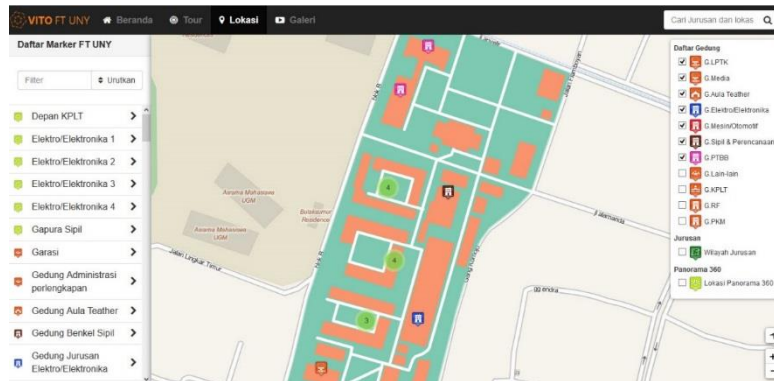 VITO FT UNY
Beranda
Tour
Lokasi
Galeri
Cari Jurusan dan lokas
Daftar Marker FT UNY
Filter
Urutkan
Depan KPLT
Elektro/Elektronika 1
Elektro/Elektronika 2
Elektro/Elektronika 3
Elektro/Elektronika 4
Gapura Sipil
Garasi
Gedung Administrasi
perlengkapan
Gedung Aula Teather
Gedung Benkel Sipil
Gedung Jurusan
Elektro/Elektronika
Asrama Mahasiswa
UGM
Asrama Mahasiswa
UGM
Residence
Jalan Lingkar Timur
4
4
3
Daftar Gedung
G.LPTK
G.Media
G.Aula Teather
G.Elektro/Elektronika
G.Mesin/Otomotif
G.Sipil & Perencanaan
G.PTBB
G.Lain-lain
G.KPLT
G.RF
G.PKM
Jurusan
Wilayah Jurusan
Panorama 360
Lokasi Panorama 360
+
-